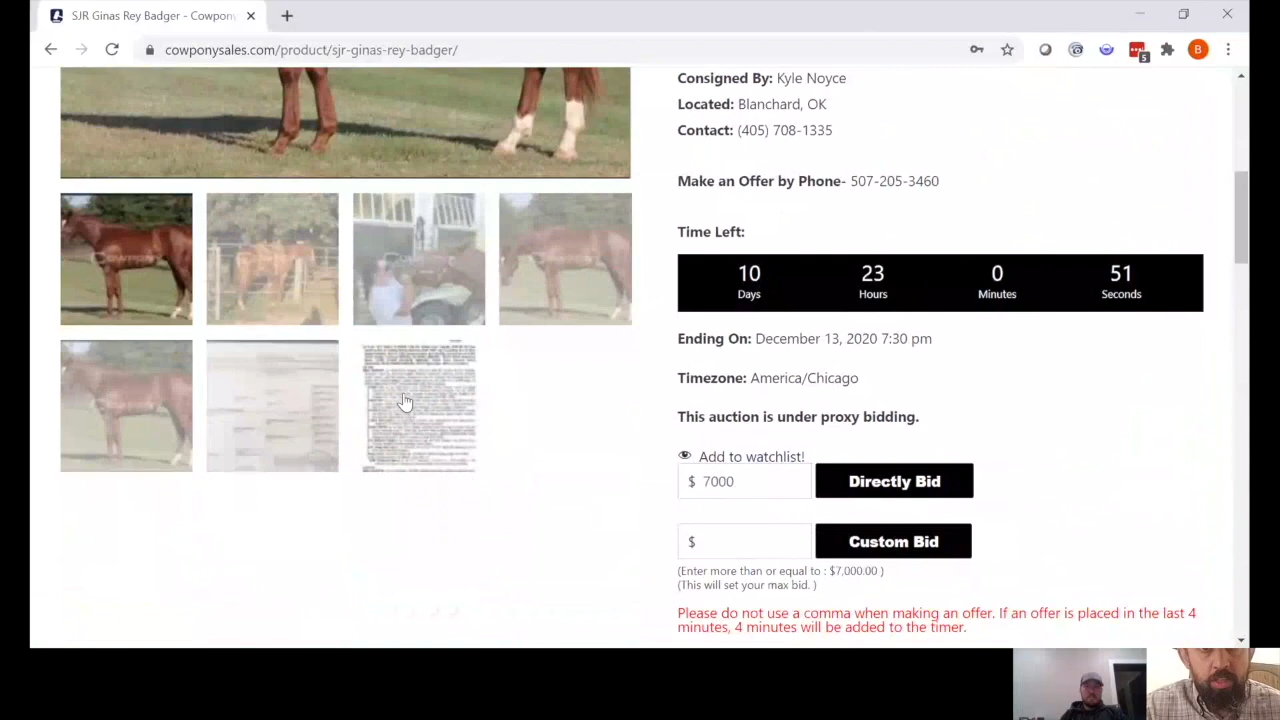 SJR Ginas Rey Badger - Cowpony
cowponysales.com/product/sjr-ginas-rey-badger/
5
B
Consigned By: Kyle Noyce
Located: Blanchard, OK
Contact: (405) 708-1335
Make an Offer by Phone- 507-205-3460
Time Left:
10 23 0 51
Days Hours Minutes Seconds
Ending On: December 13, 2020 7:30 pm
Timezone: America/Chicago
This auction is under proxy bidding.
Add to watchlist!
$ 7000 Directly Bid
$ Custom Bid
(Enter more than or equal to : $7,000.00 )
(This will set your max bid. )
Please do not use a comma when making an offer. If an offer is placed in the last 4
minutes, 4 minutes will be added to the timer.